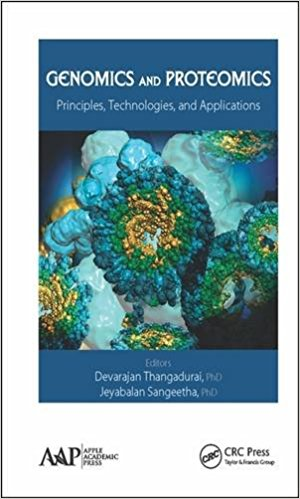 GENOMICS AND PROTEOMICS
Principles, Technologies, and Applications
Editors
Devarajan Thangadurai, PhD
Jeyabalan Sangeetha, PhD
AAP
APPLE
ACADEMIC
PRESS
CRC Press
Taylor & Francis Group